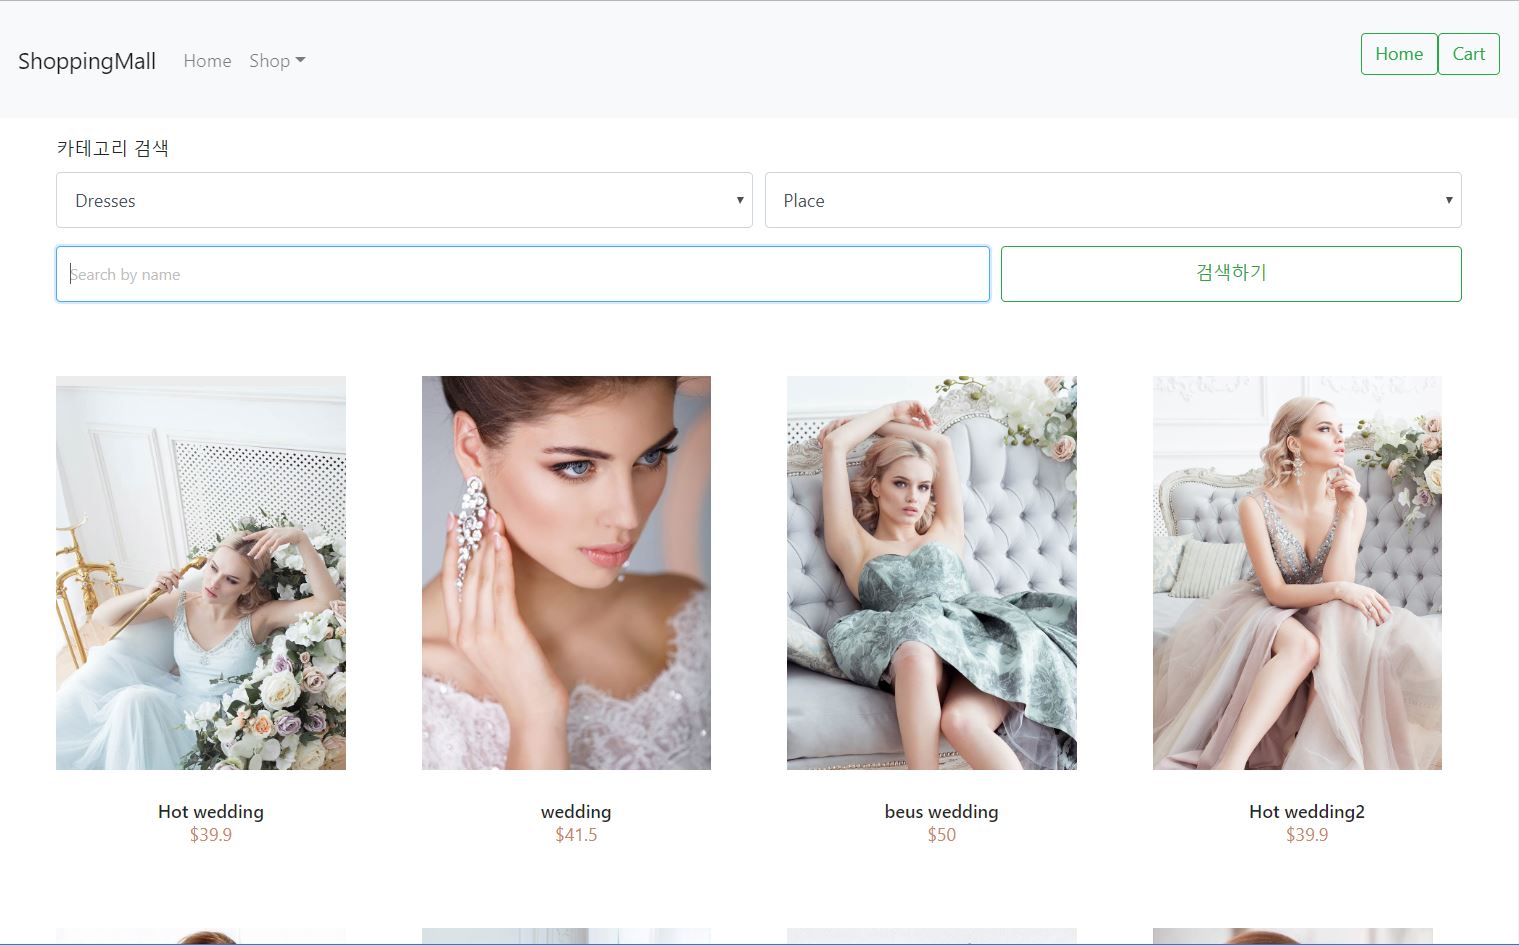 ShoppingMall Home Shop Home Cart
카테고리 검색
Dresses Place
Search by name 검색하기
Hot wedding wedding beus wedding Hot wedding2
$39.9 $41.5 $50 $39.9